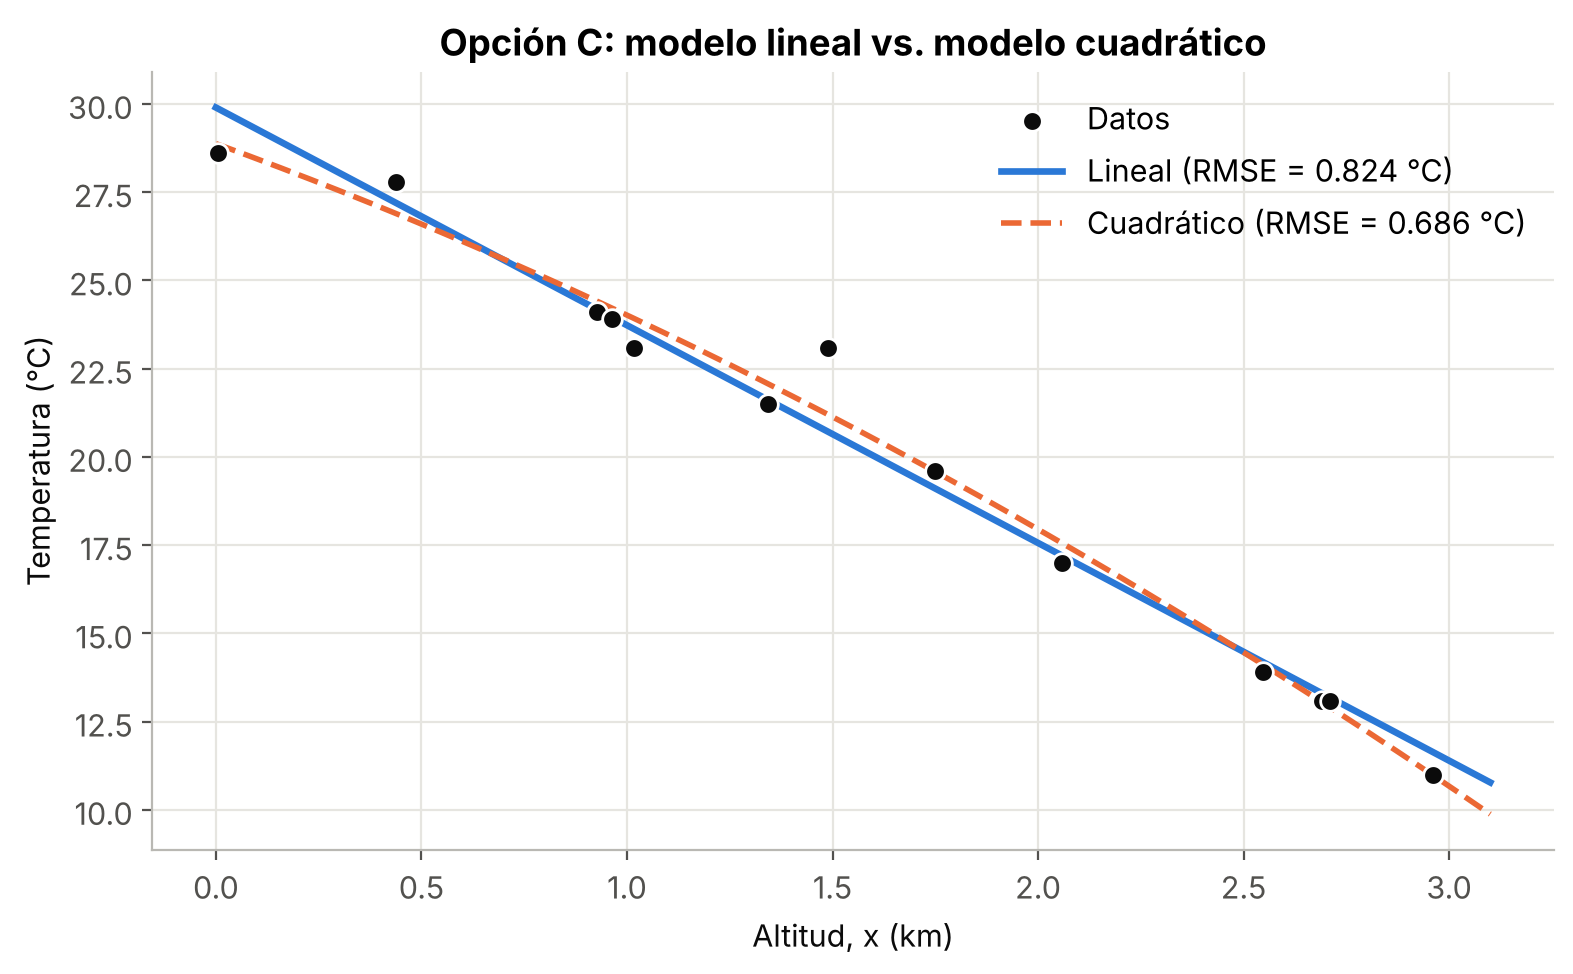 Opción C: modelo lineal vs. modelo cuadrático
Datos
Lineal (RMSE = 0.824 °C)
Cuadrático (RMSE = 0.686 °C)
Temperatura (°C)
30.0
27.5
25.0
22.5
20.0
17.5
15.0
12.5
10.0
0.0 0.5 1.0 1.5 2.0 2.5 3.0
Altitud, x (km)